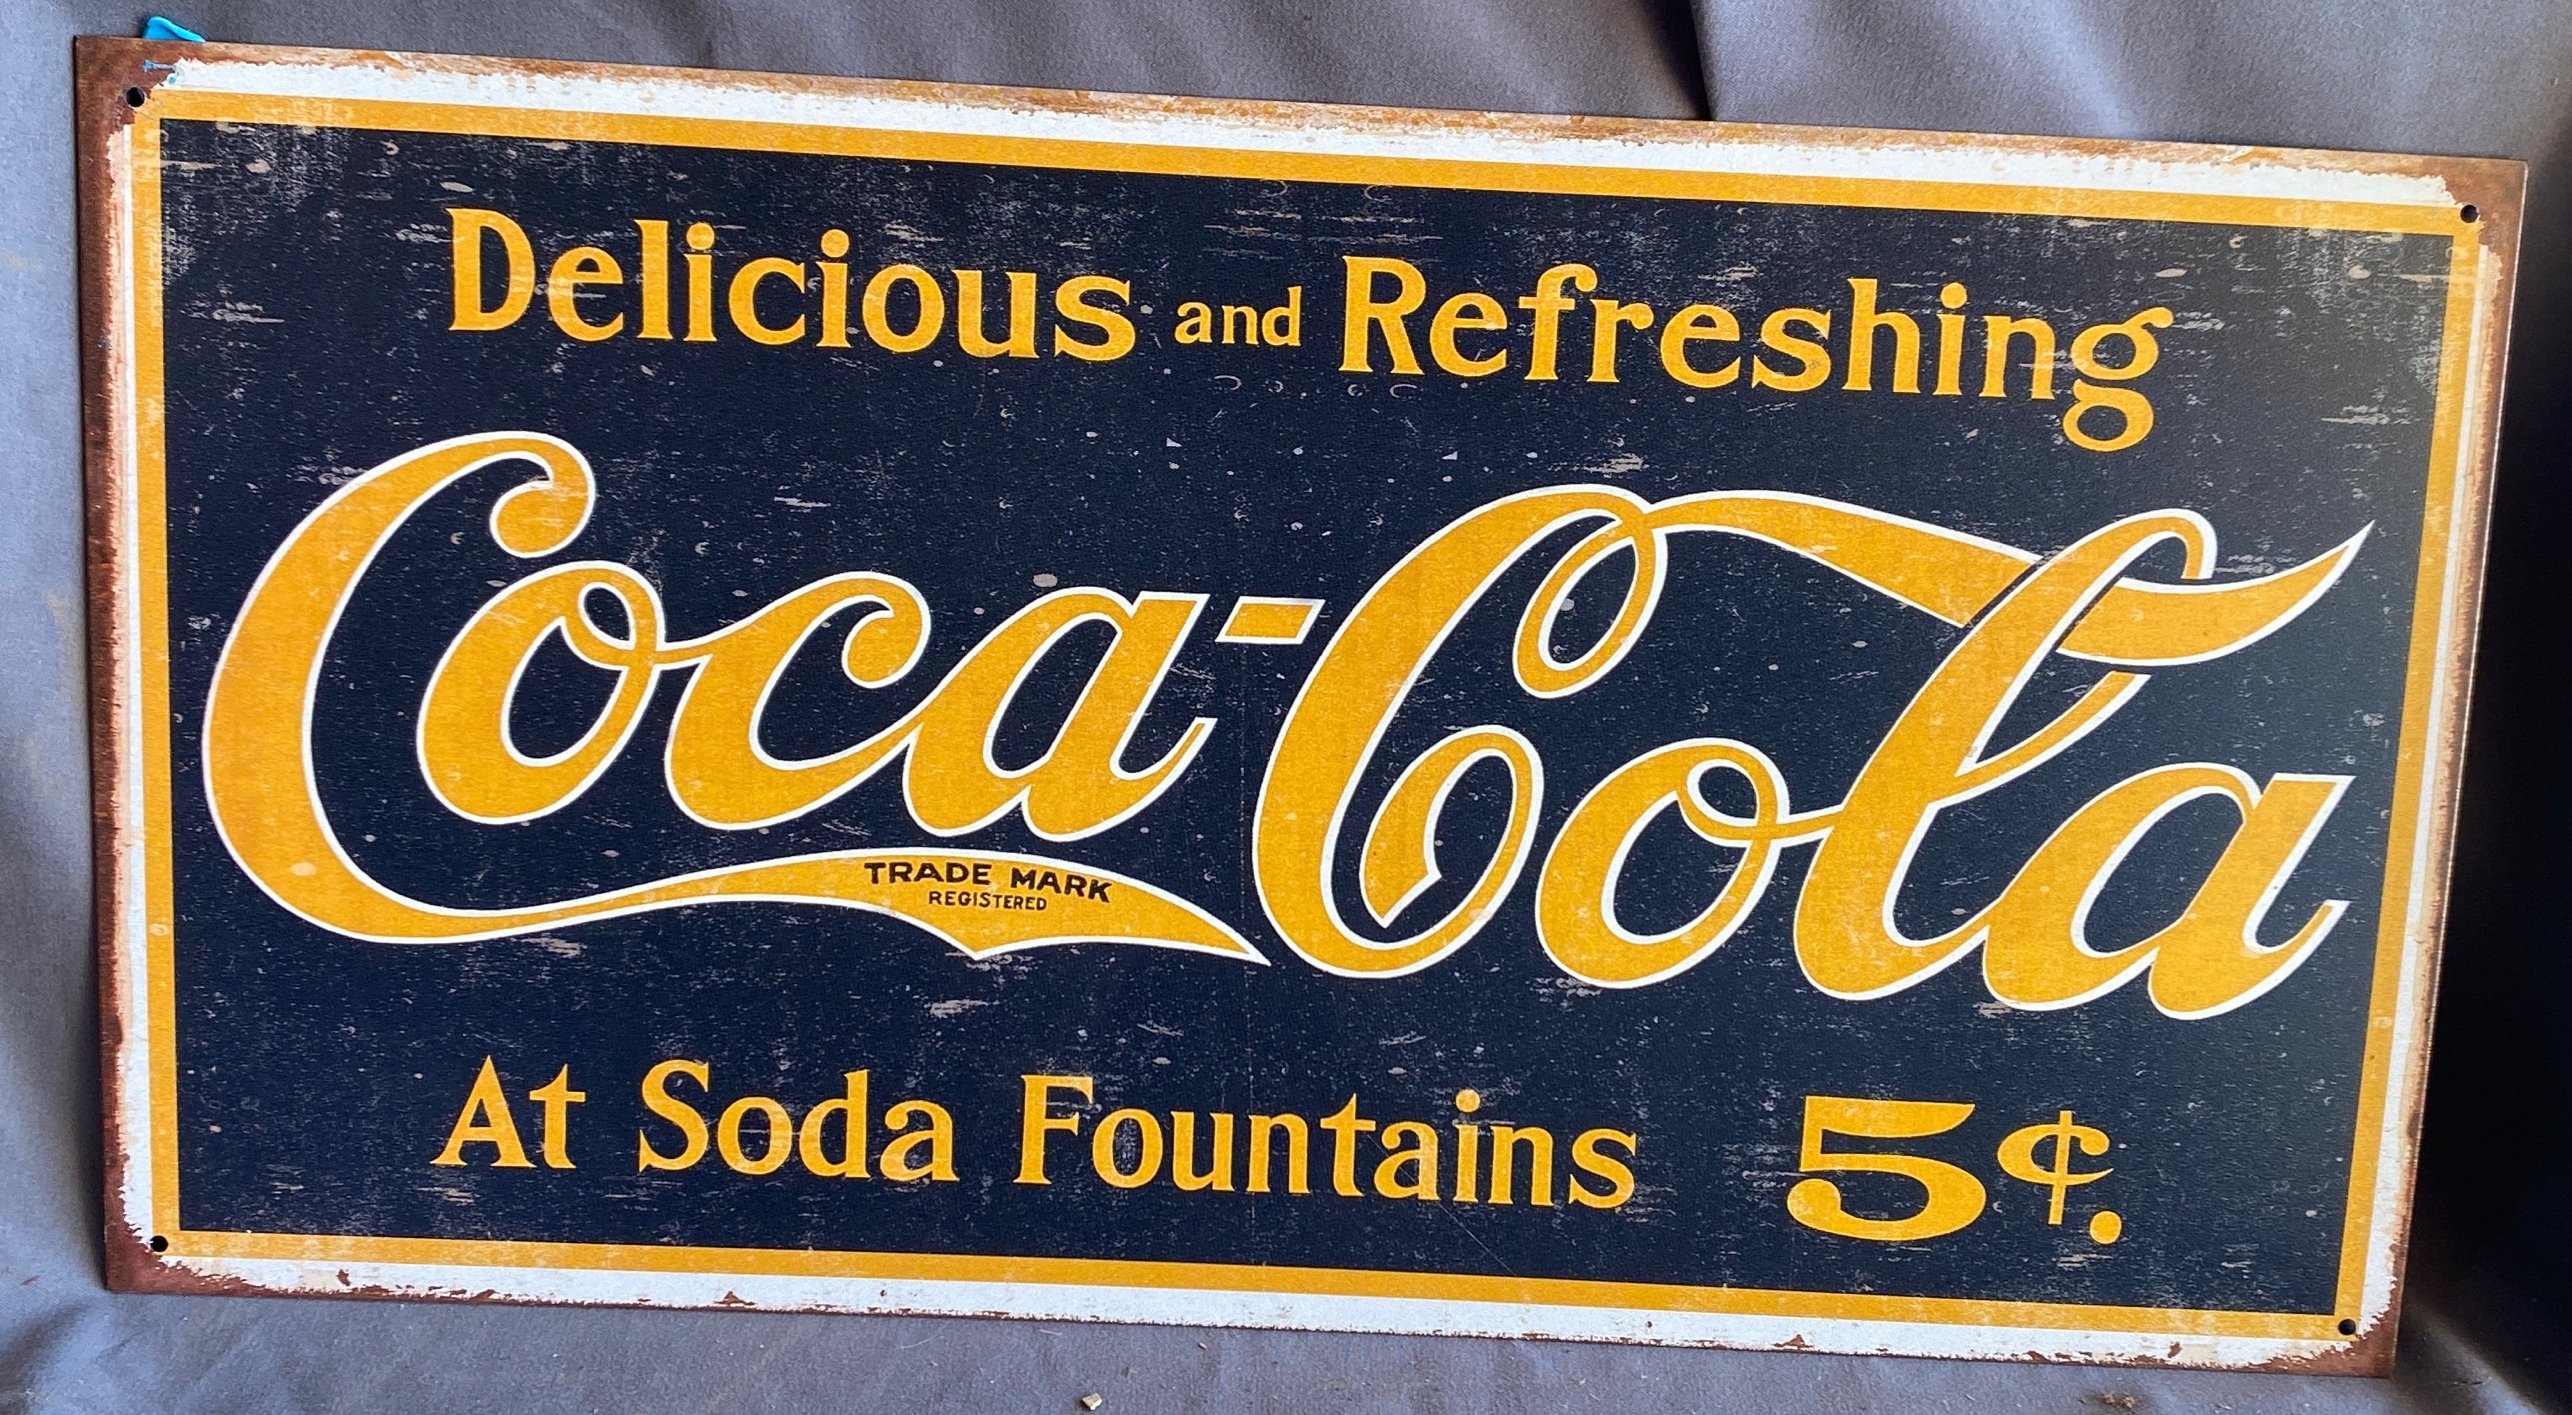 Delicious and Refreshing
Coca-Cola
TRADE MARK
REGISTERED
At Soda Fountains 5¢.